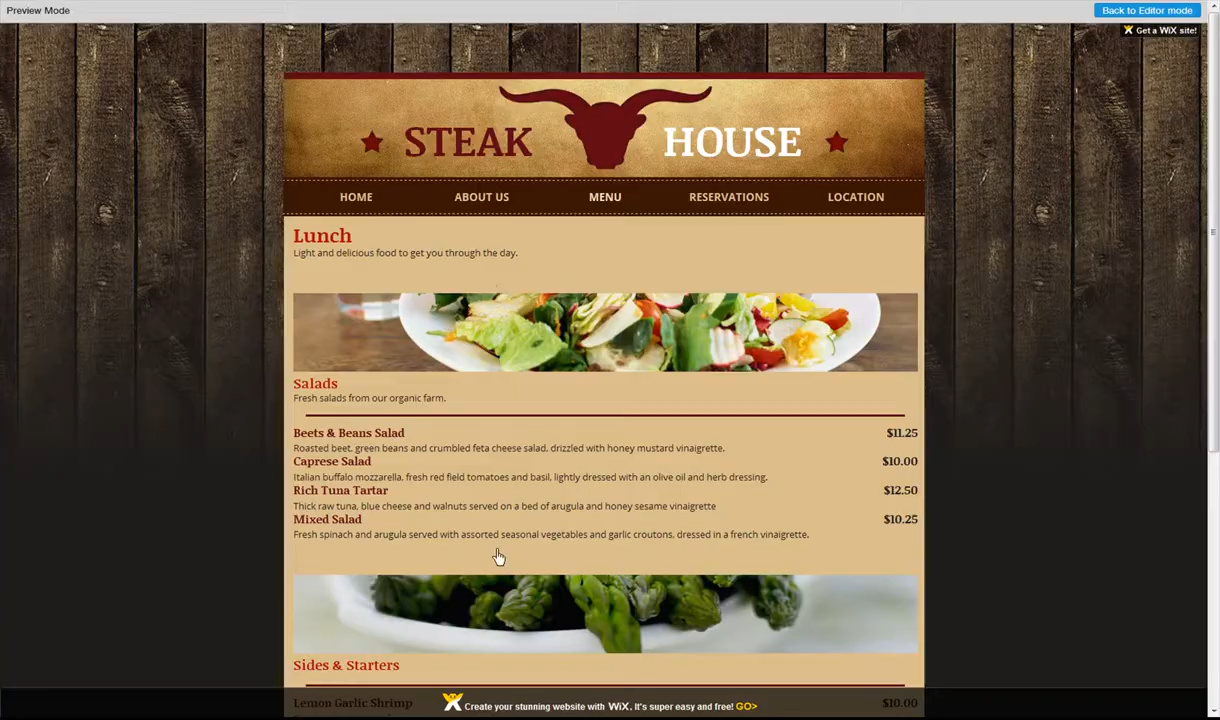 Preview Mode
Back to Editor mode
Get a WiX site!
STEAK HOUSE
HOME ABOUT US MENU RESERVATIONS LOCATION
Lunch
Light and delicious food to get you through the day.
Salads
Fresh salads from our organic farm.
Beets & Beans Salad $11.25
Roasted beet, green beans and crumbled feta cheese salad, drizzled with honey mustard vinaigrette.
Caprese Salad $10.00
Italian buffalo mozzarella, fresh red field tomatoes and basil, lightly dressed with an olive oil and herb dressing.
Rich Tuna Tartar $12.50
Thick raw tuna, blue cheese and walnuts served on a bed of arugula and honey sesame vinaigrette
Mixed Salad $10.25
Fresh spinach and arugula served with assorted seasonal vegetables and garlic croutons, dressed in a french vinaigrette.
Sides & Starters
Lemon Garlic Shrimp $10.00
Create your stunning website with WiX. It's super easy and free! GO>